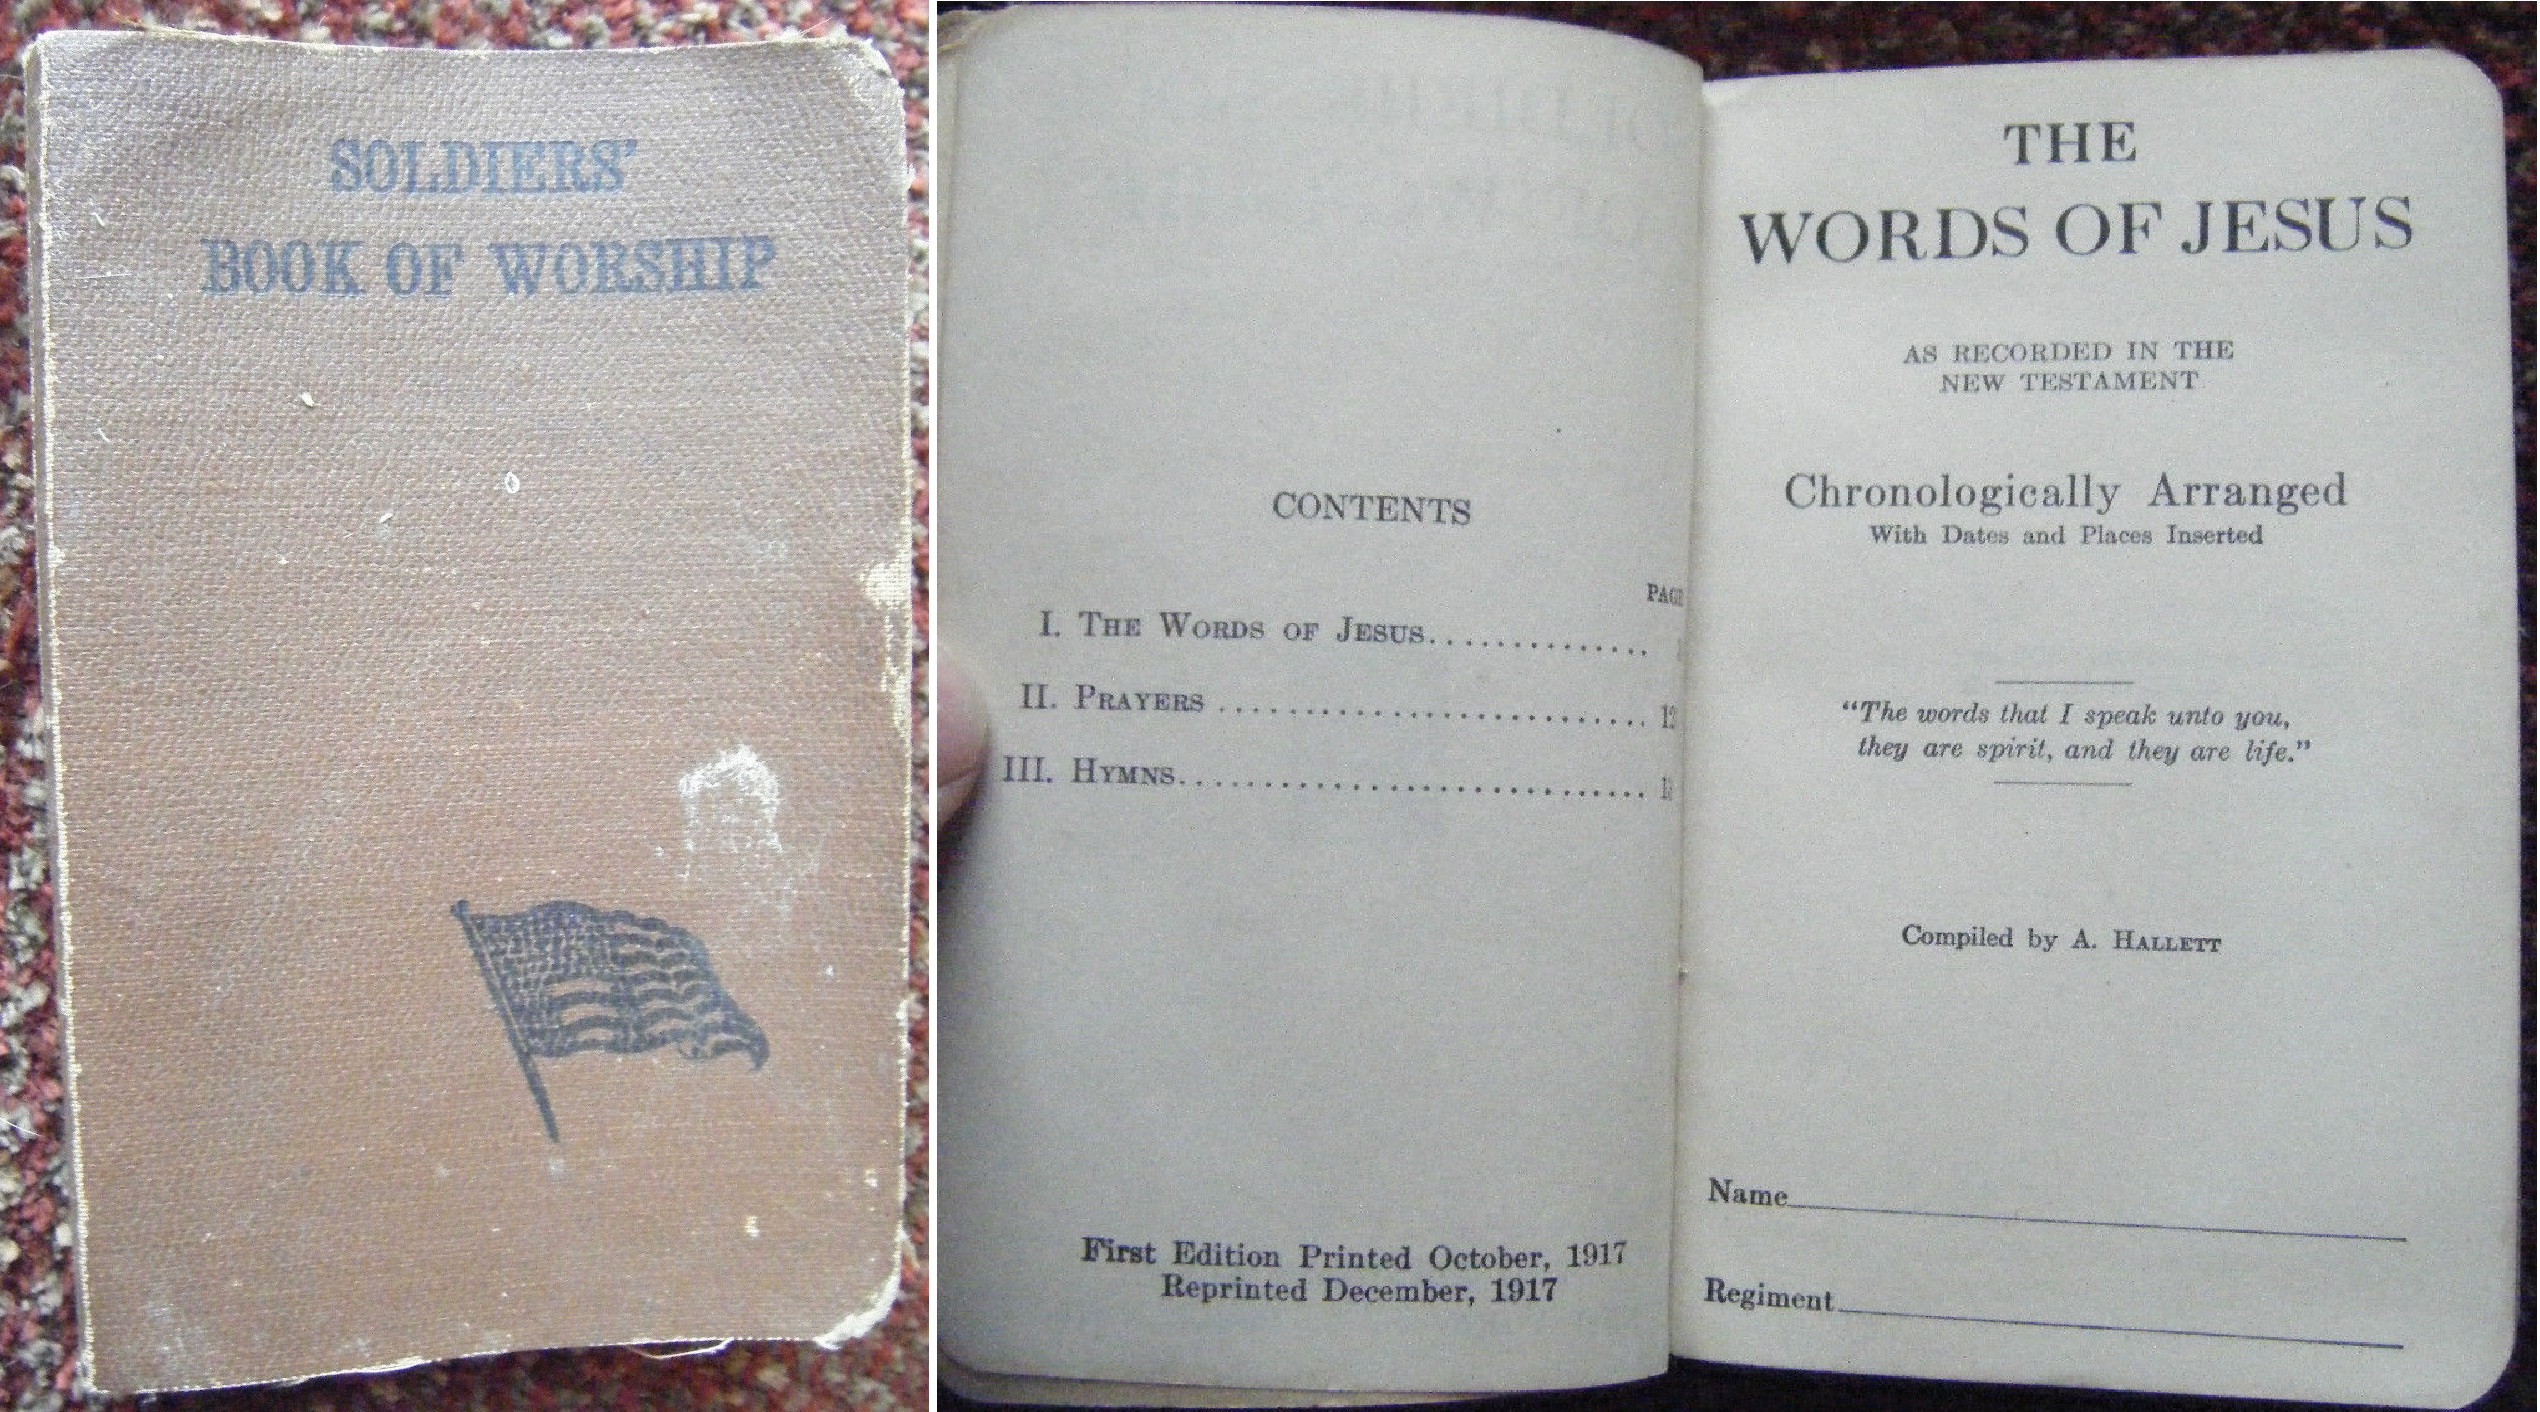 SOLDIERS'
BOOK OF WORSHIP
CONTENTS
I. THE WORDS OF JESUS
II. PRAYERS
III. HYMNS
First Edition Printed October, 1917
Reprinted December, 1917
THE
WORDS OF JESUS
AS RECORDED IN THE
NEW TESTAMENT
Chronologically Arranged
With Dates and Places Inserted
"The words that I speak unto you,
they are spirit, and they are life."
Compiled by A. HALLETT
Name
Regiment